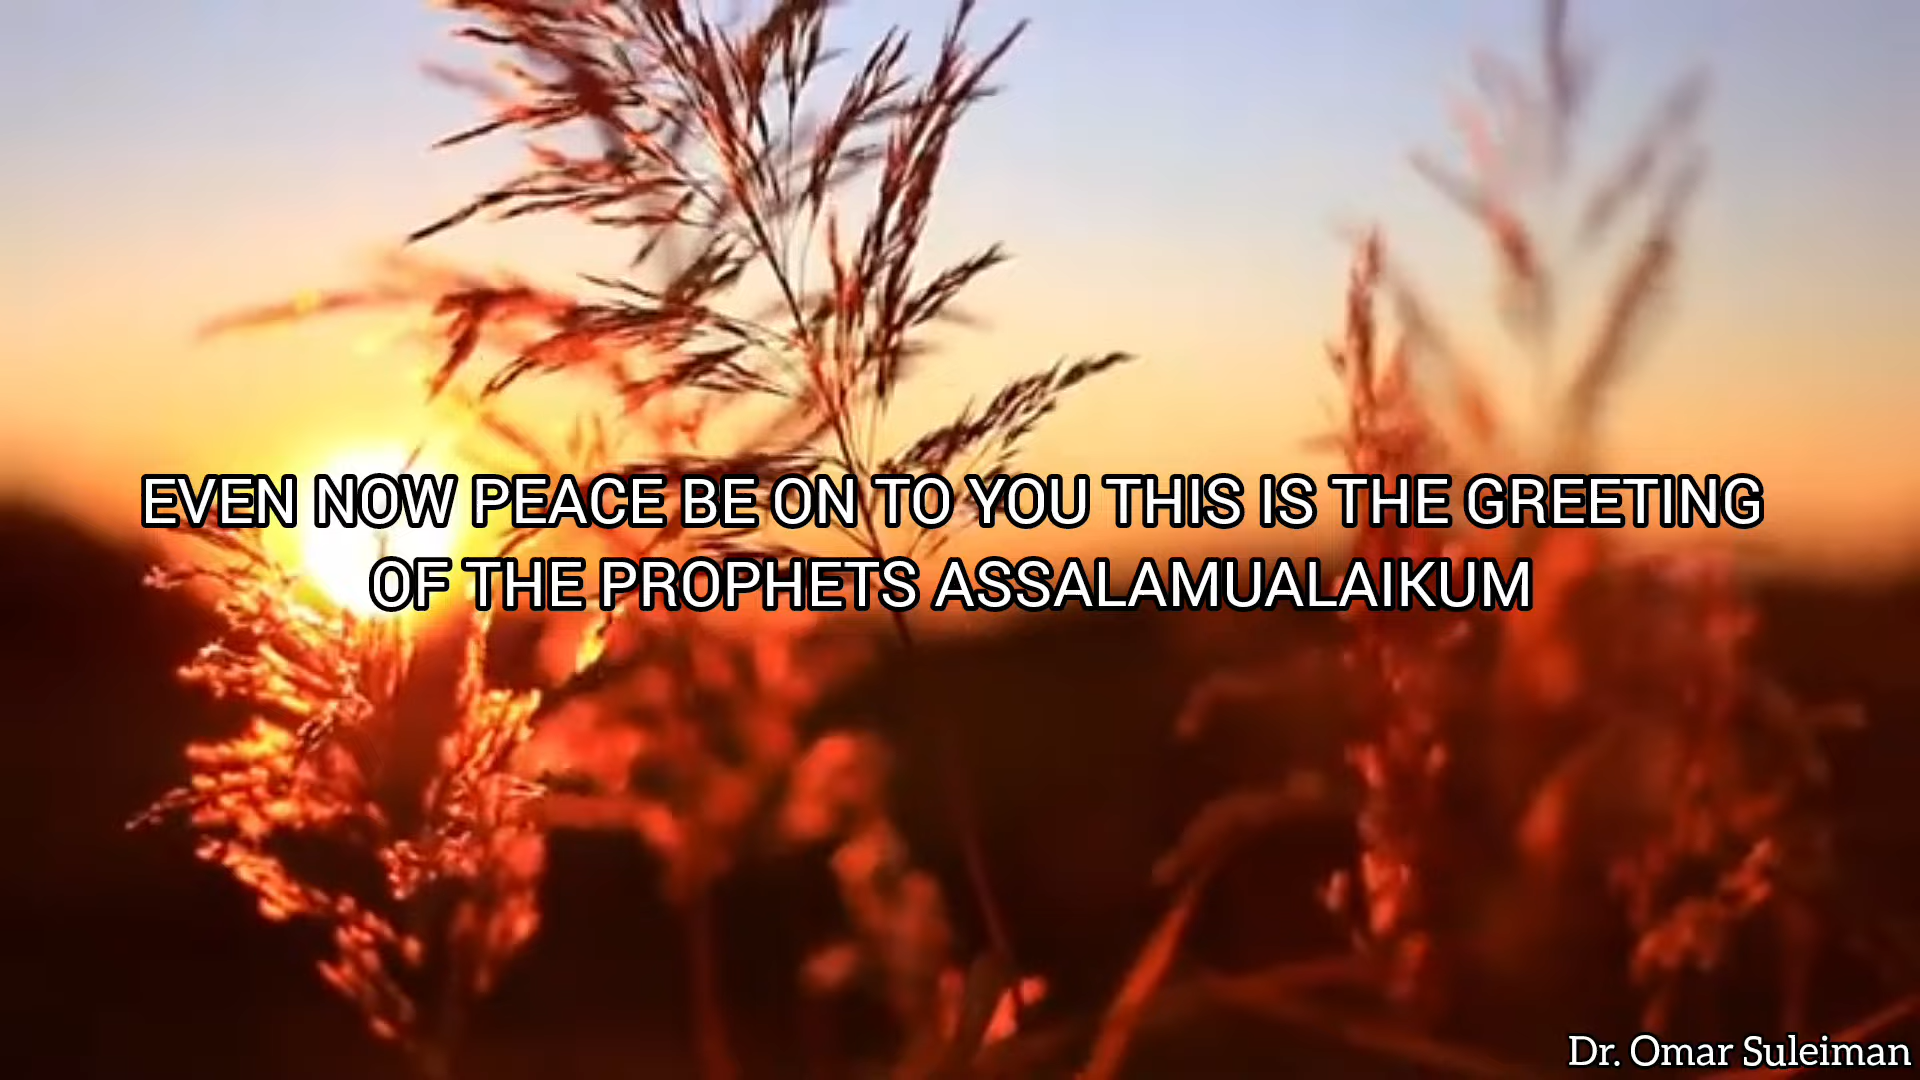 EVEN NOW PEACE BE ON TO YOU THIS IS THE GREETING
OF THE PROPHETS ASSALAMUALAIKUM
Dr. Omar Suleiman